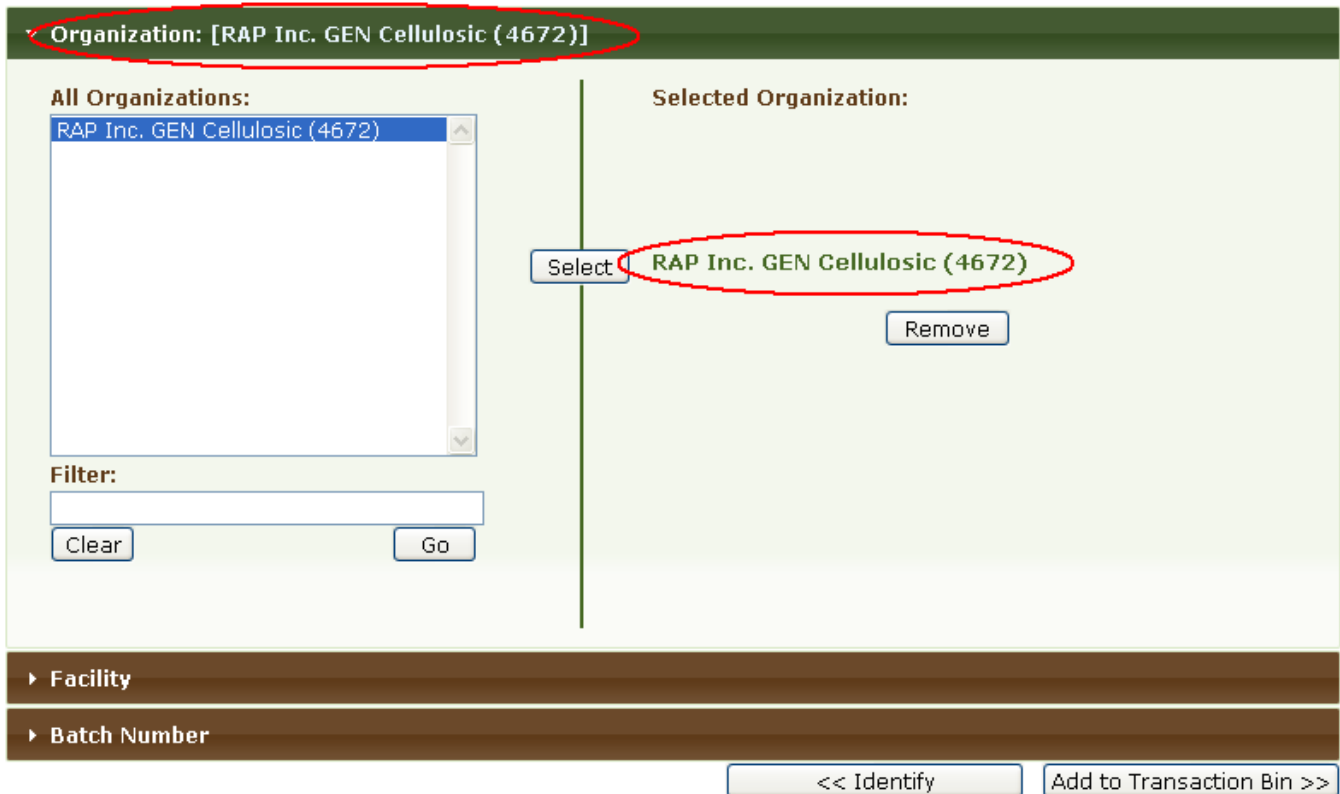 Organization: [RAP Inc. GEN Cellulosic (4672)]
All Organizations:
RAP Inc. GEN Cellulosic (4672)
Filter:
Clear
Go
Select
Selected Organization:
RAP Inc. GEN Cellulosic (4672)
Remove
Facility
Batch Number
<< Identify
Add to Transaction Bin >>